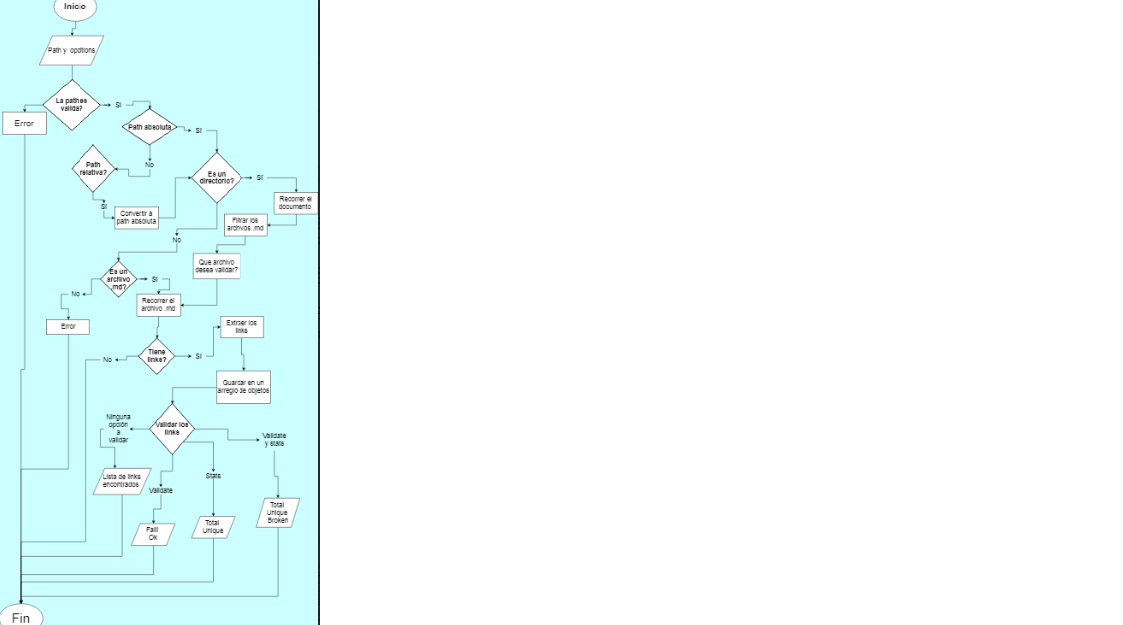 Inicio
Path y opdtions
La pathes
valida?
SI
Error
Path absoluta
SI
No
Path
relativa?
Es un
directorio?
SI
Recorrer el
documento
SI
Convertir a
path absoluta
Filtrar los
archvos .md
No
Que archivo
desea validar?
Es un
archivo
md?
SI
No
Recorrer el
archivo .md
Error
Extraer los
links
Tiene
links?
SI
No
Guardar en un
arreglo de objetos
Ninguna
opción
a
validar
Validar los
links
Validate
y stats
Lista de links
encontrados
Stats
Validate
Total
Unique
Broken
Faill
Ok
Total
Unique
Fin